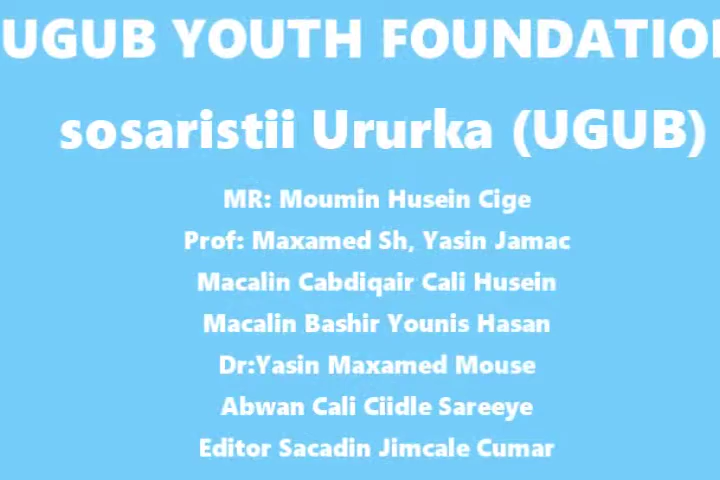 UGUB YOUTH FOUNDATION
sosaristii Ururka (UGUB)
MR: Moumin Husein Cige
Prof: Maxamed Sh, Yasin Jamac
Macalin Cabdiqair Cali Husein
Macalin Bashir Younis Hasan
Dr:Yasin Maxamed Mouse
Abwan Cali Ciidle Sareeye
Editor Sacadin Jimcale Cumar